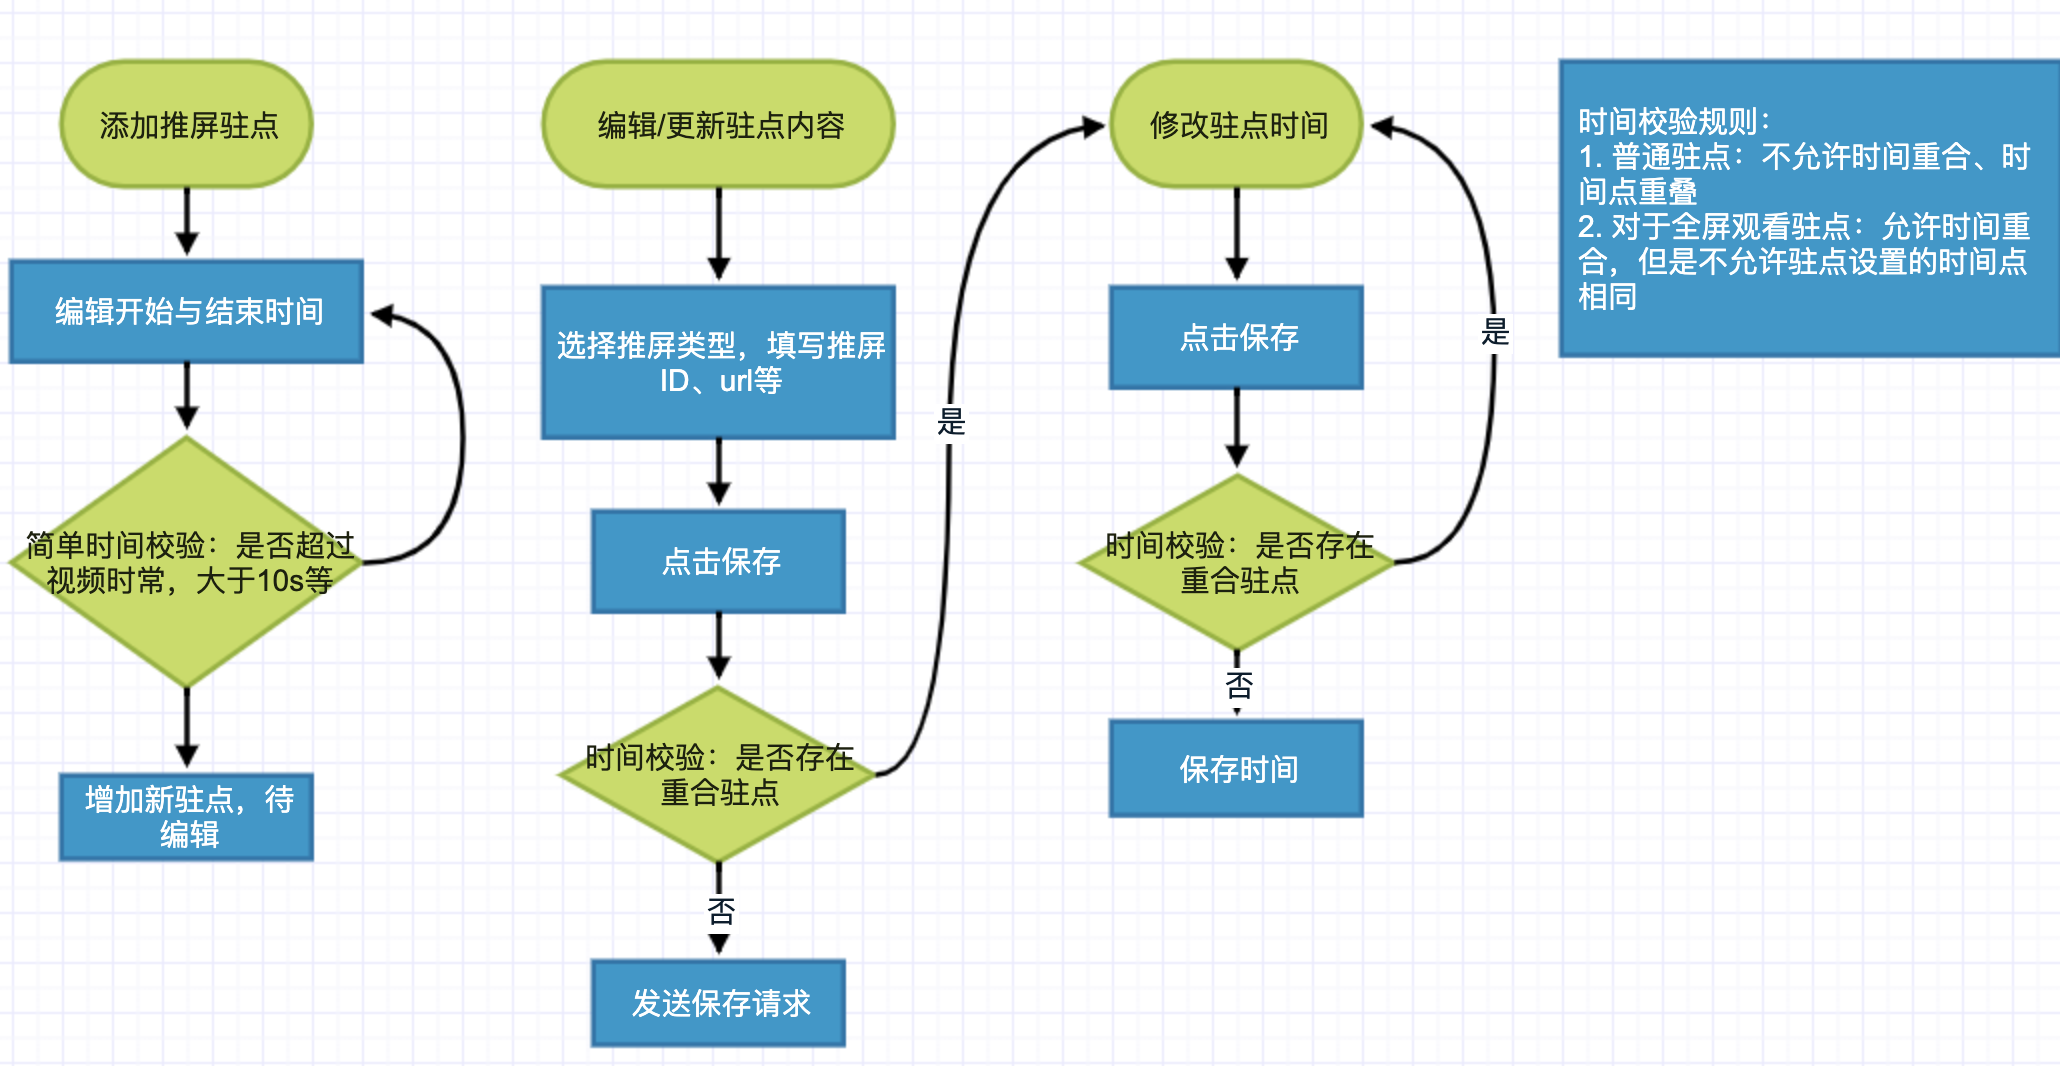 添加推屏驻点
编辑开始与结束时间
简单时间校验：是否超过
视频时常，大于10s等
增加新驻点，待
编辑
编辑/更新驻点内容
选择推屏类型，填写推屏
ID、url等
点击保存
时间校验：是否存在
重合驻点
是
否
发送保存请求
修改驻点时间
点击保存
时间校验：是否存在
重合驻点
是
否
保存时间
时间校验规则：
1. 普通驻点：不允许时间重合、时
间点重叠
2. 对于全屏观看驻点：允许时间重
合，但是不允许驻点设置的时间点
相同